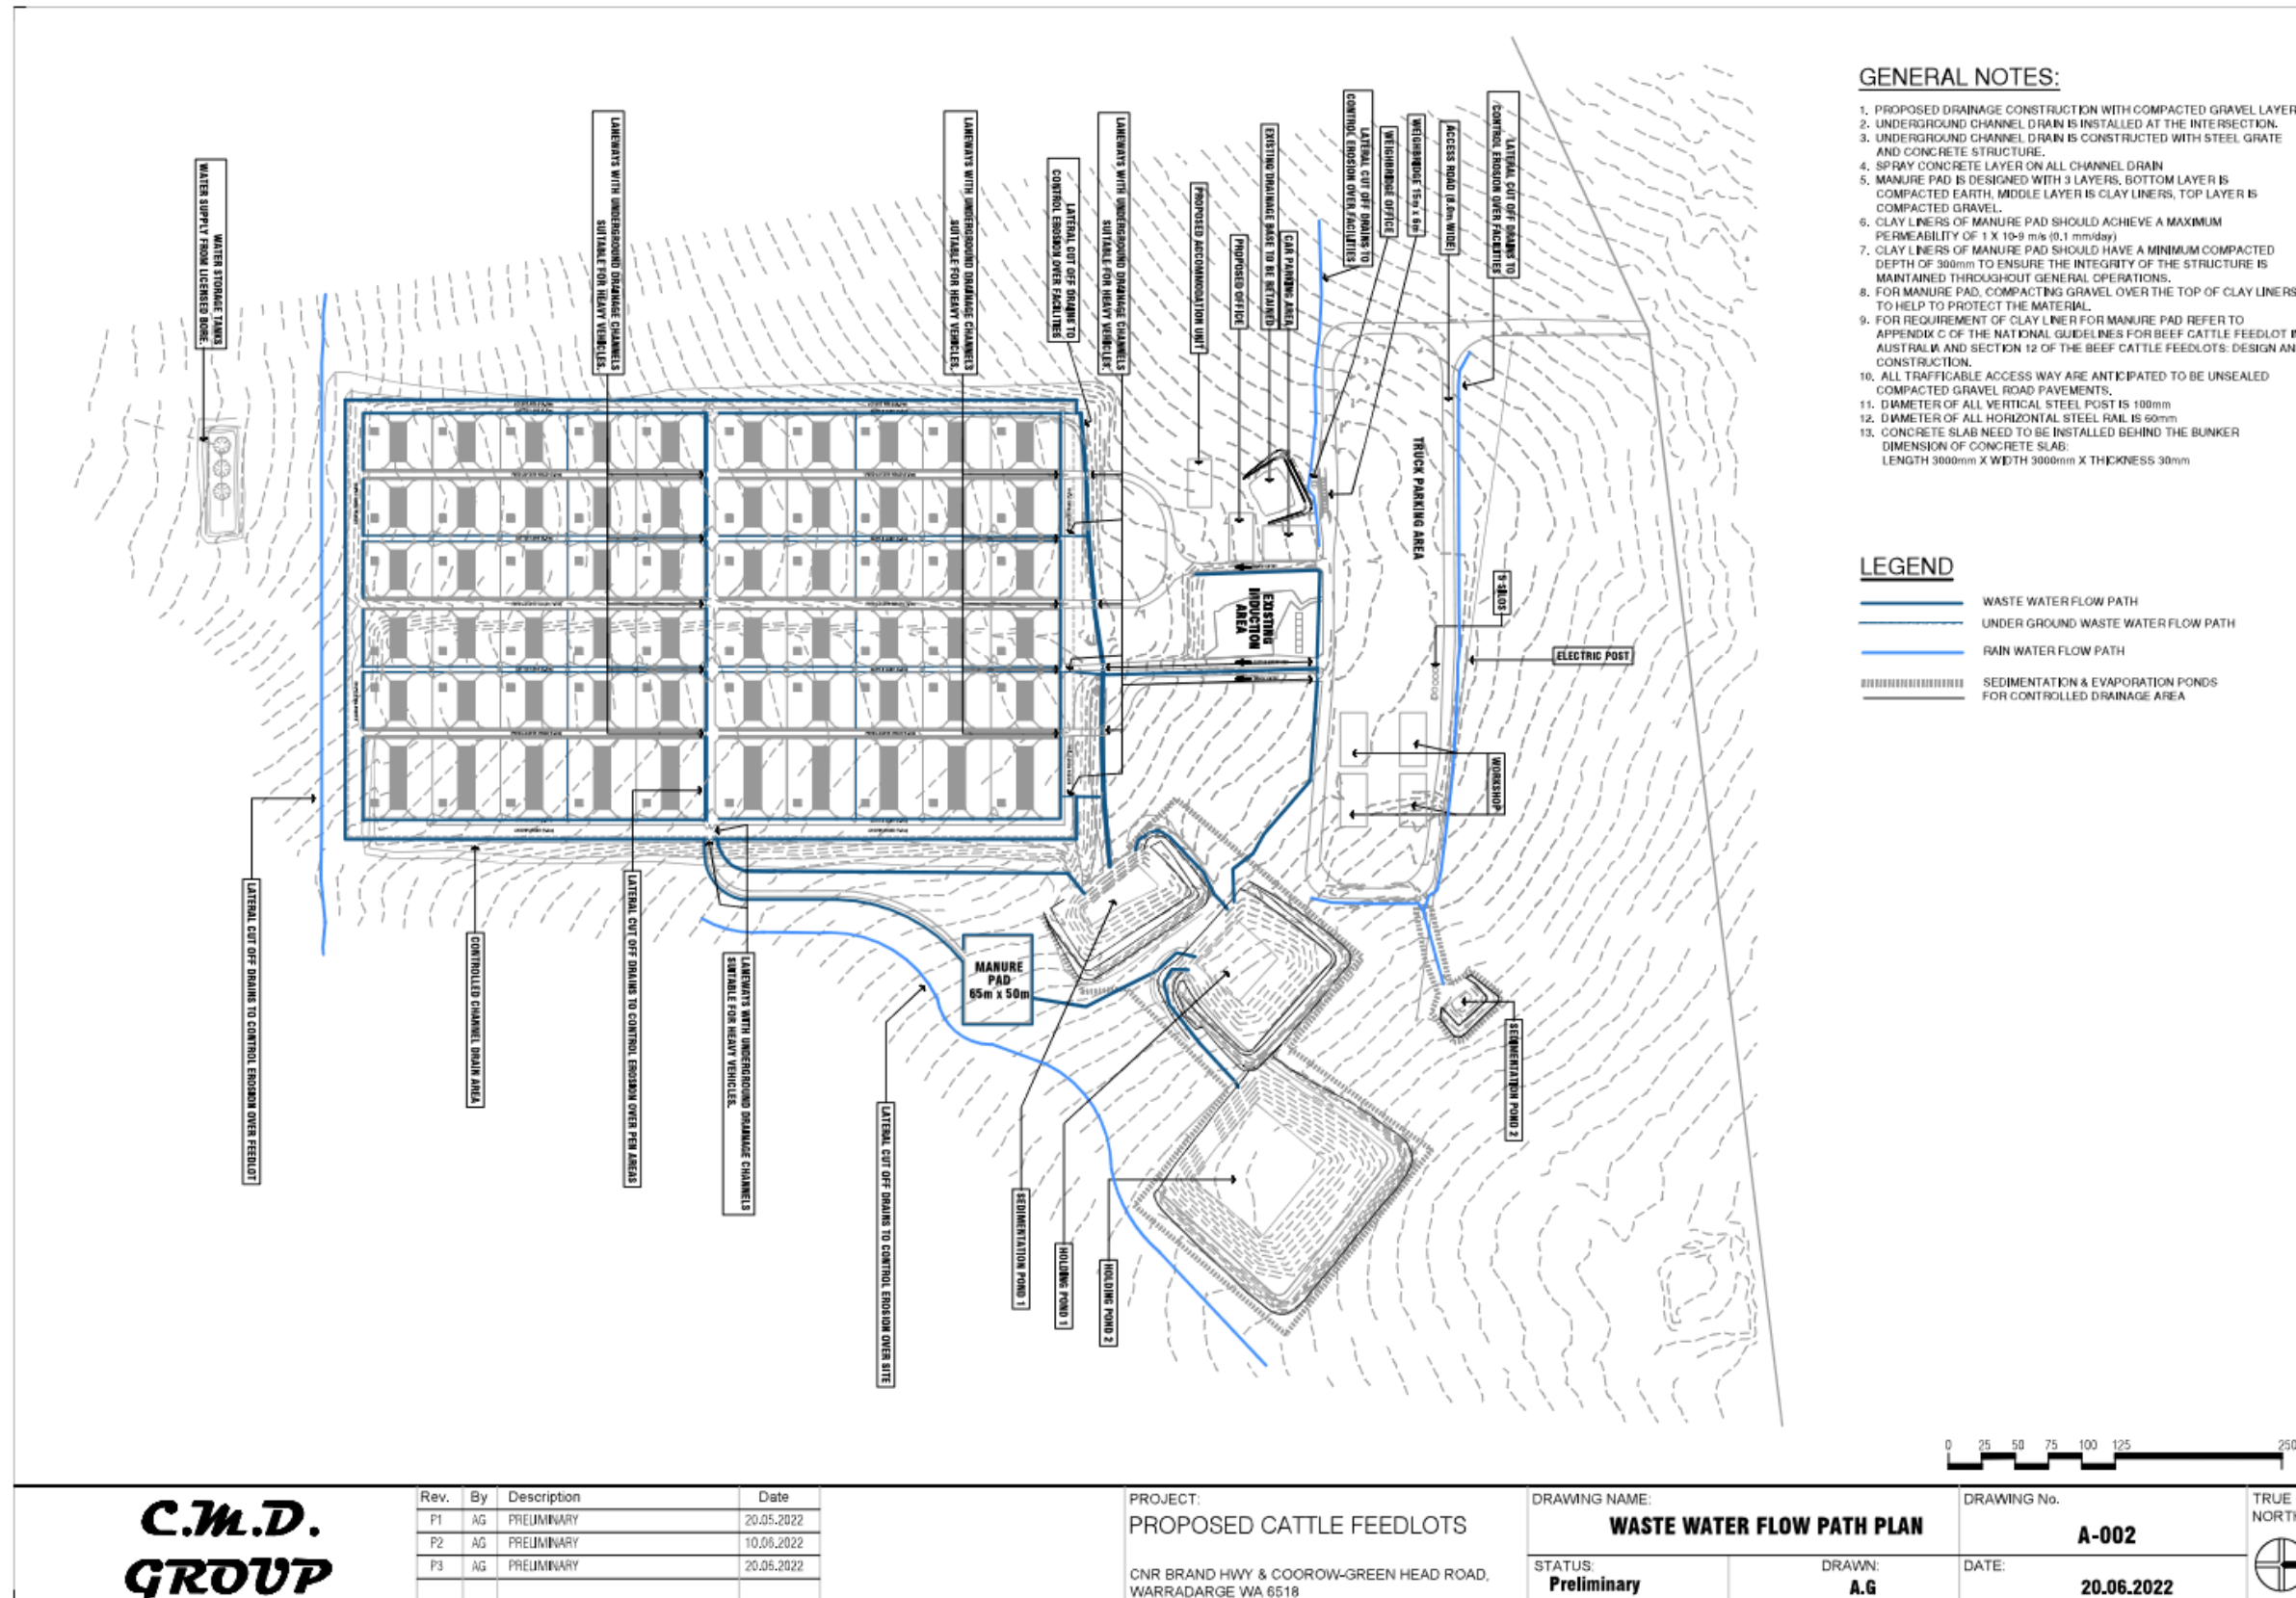 WATER STORAGE TANKS
WATER SUPPLY FROM LICENSED BORE.
LANEWAYS WITH UNDERGROUND DRAINAGE CHANNELS
SUITABLE FOR HEAVY VEHICLES.
LANEWAYS WITH UNDERGROUND DRAINAGE CHANNELS
SUITABLE FOR HEAVY VEHICLES.
LATERAL CUT OFF DRAINS TO
CONTROL EROSION OVER FACILITIES
LANEWAYS WITH UNDERGROUND DRAINAGE CHANNELS
SUITABLE FOR HEAVY VEHICLES.
PROPOSED ACCOMMODATION UNIT
PROPOSED OFFICE
EXISTING DRAINAGE BASE TO BE RETAINED
CAR PARKING AREA
LATERAL CUT OFF DRAINS TO
CONTROL EROSION OVER FACILITIES
WEIGHBRIDGE OFFICE
WEIGHBRIDGE 15m x 6m
ACCESS ROAD (8.0m WIDE)
LATERAL CUT OFF DRAINS TO
CONTROL EROSION OVER FACILITIES
TRUCK PARKING AREA
EXISTING
INDUCTION
AREA
5 SILOS
ELECTRIC POST
WORKSHOP
MANURE
PAD
65m x 50m
LATERAL CUT OFF DRAINS TO CONTROL EROSION OVER FEEDLOT
CONTROLLED CHANNEL DRAIN AREA
LATERAL CUT OFF DRAINS TO CONTROL EROSION OVER PEN AREAS
LANEWAYS WITH UNDERGROUND DRAINAGE CHANNELS
SUITABLE FOR HEAVY VEHICLES.
LATERAL CUT OFF DRAINS TO CONTROL EROSION OVER SITE
SEDIMENTATION POND 1
HOLDING POND 1
HOLDING POND 2
SEDIMENTATION POND 2
GENERAL NOTES:
1. PROPOSED DRAINAGE CONSTRUCTION WITH COMPACTED GRAVEL LAYER
2. UNDERGROUND CHANNEL DRAIN IS INSTALLED AT THE INTERSECTION.
3. UNDERGROUND CHANNEL DRAIN IS CONSTRUCTED WITH STEEL GRATE
AND CONCRETE STRUCTURE.
4. SPRAY CONCRETE LAYER ON ALL CHANNEL DRAIN
5. MANURE PAD IS DESIGNED WITH 3 LAYERS, BOTTOM LAYER IS
COMPACTED EARTH, MIDDLE LAYER IS CLAY LINERS, TOP LAYER IS
COMPACTED GRAVEL.
6. CLAY LINERS OF MANURE PAD SHOULD ACHIEVE A MAXIMUM
PERMEABILITY OF 1 X 10-9 m/s (0.1 mm/day)
7. CLAY LINERS OF MANURE PAD SHOULD HAVE A MINIMUM COMPACTED
DEPTH OF 300mm TO ENSURE THE INTEGRITY OF THE STRUCTURE IS
MAINTAINED THROUGHOUT GENERAL OPERATIONS.
8. FOR MANURE PAD, COMPACTING GRAVEL OVER THE TOP OF CLAY LINERS
TO HELP TO PROTECT THE MATERIAL.
9. FOR REQUIREMENT OF CLAY LINER FOR MANURE PAD REFER TO
APPENDIX C OF THE NATIONAL GUIDELINES FOR BEEF CATTLE FEEDLOT I
AUSTRALIA AND SECTION 12 OF THE BEEF CATTLE FEEDLOTS: DESIGN AN
CONSTRUCTION.
10. ALL TRAFFICABLE ACCESS WAY ARE ANTICIPATED TO BE UNSEALED
COMPACTED GRAVEL ROAD PAVEMENTS.
11. DIAMETER OF ALL VERTICAL STEEL POST IS 100mm
12. DIAMETER OF ALL HORIZONTAL STEEL RAIL IS 60mm
13. CONCRETE SLAB NEED TO BE INSTALLED BEHIND THE BUNKER
DIMENSION OF CONCRETE SLAB:
LENGTH 3000mm X WIDTH 3000mm X THICKNESS 30mm
LEGEND
WASTE WATER FLOW PATH
UNDER GROUND WASTE WATER FLOW PATH
RAIN WATER FLOW PATH
SEDIMENTATION & EVAPORATION PONDS
FOR CONTROLLED DRAINAGE AREA
0 25 50 75 100 125 250
C.M.D.
GROUP
Rev. By Description Date
P1 AG PRELIMINARY 20.05.2022
P2 AG PRELIMINARY 10.06.2022
P3 AG PRELIMINARY 20.06.2022
PROJECT:
PROPOSED CATTLE FEEDLOTS
CNR BRAND HWY & COOROW-GREEN HEAD ROAD,
WARRADARGE WA 6518
DRAWING NAME:
WASTE WATER FLOW PATH PLAN
STATUS:
Preliminary
DRAWN:
A.G
DRAWING No.
A-002
DATE:
20.06.2022
TRUE
NORTH